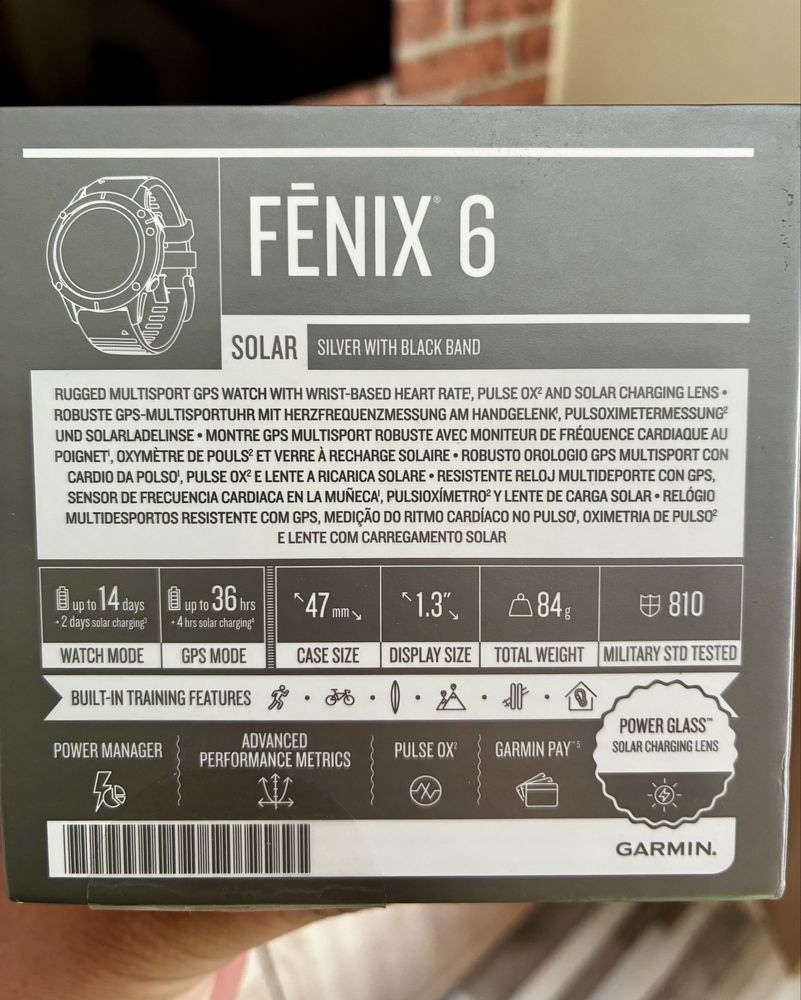 FĒNIX® 6
SOLAR SILVER WITH BLACK BAND
RUGGED MULTISPORT GPS WATCH WITH WRIST-BASED HEART RATE¹, PULSE OX² AND SOLAR CHARGING LENS •
ROBUSTE GPS-MULTISPORTUHR MIT HERZFREQUENZMESSUNG AM HANDGELENK¹, PULSOXIMETERMESSUNG²
UND SOLARLADELINSE • MONTRE GPS MULTISPORT ROBUSTE AVEC MONITEUR DE FRÉQUENCE CARDIAQUE AU
POIGNET¹, OXYMÈTRE DE POULS² ET VERRE À RECHARGE SOLAIRE • ROBUSTO OROLOGIO GPS MULTISPORT CON
CARDIO DA POLSO¹, PULSE OX² E LENTE A RICARICA SOLARE • RESISTENTE RELOJ MULTIDEPORTE CON GPS,
SENSOR DE FRECUENCIA CARDIACA EN LA MUÑECA¹, PULSIOXÍMETRO² Y LENTE DE CARGA SOLAR • RELÓGIO
MULTIDESPORTOS RESISTENTE COM GPS, MEDIÇÃO DO RITMO CARDÍACO NO PULSO¹, OXIMETRIA DE PULSO²
E LENTE COM CARREGAMENTO SOLAR
up to 14 days
+ 2 days solar charging³
WATCH MODE
up to 36 hrs
+ 4 hrs solar charging⁴
GPS MODE
47 mm
CASE SIZE
1.3″
DISPLAY SIZE
84 g
TOTAL WEIGHT
810
MILITARY STD TESTED
BUILT-IN TRAINING FEATURES
POWER MANAGER
ADVANCED
PERFORMANCE METRICS
PULSE OX²
GARMIN PAY™⁵
POWER GLASS™
SOLAR CHARGING LENS
GARMIN.